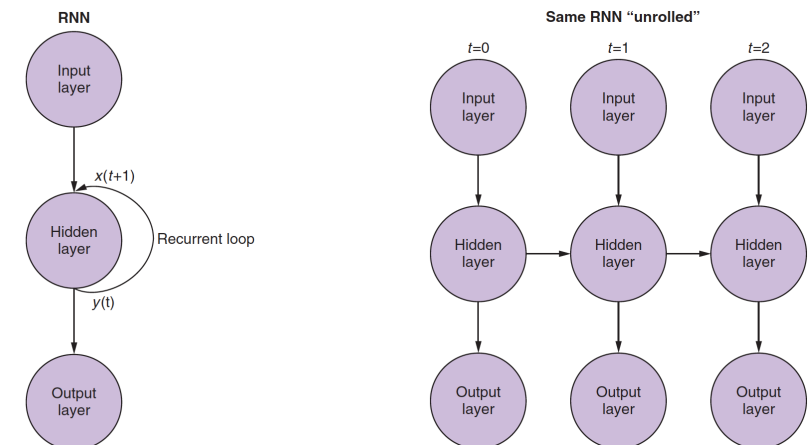 RNN
Input
layer
x(t+1)
Hidden
layer
Recurrent loop
y(t)
Output
layer
Same RNN “unrolled”
t=0
t=1
t=2
Input
layer
Input
layer
Input
layer
Hidden
layer
Hidden
layer
Hidden
layer
Output
layer
Output
layer
Output
layer